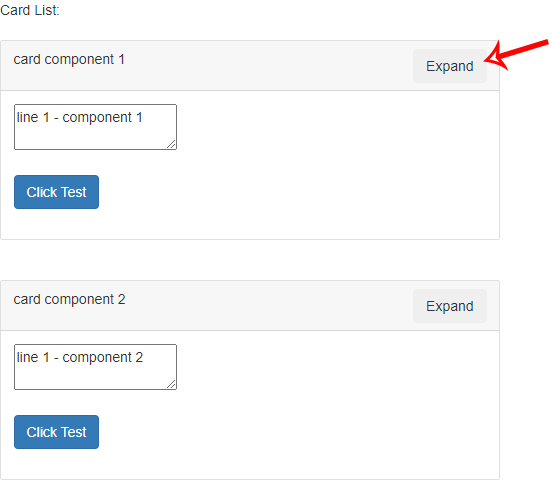 Card List:
card component 1
Expand
line 1 - component 1
Click Test
card component 2
Expand
line 1 - component 2
Click Test